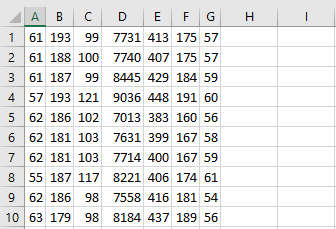 A B C D E F G H I
1 61 193 99 7731 413 175 57
2 61 188 100 7740 407 175 57
3 61 187 99 8445 429 184 59
4 57 193 121 9036 448 191 60
5 62 186 102 7013 383 160 56
6 62 181 103 7631 399 167 58
7 62 181 103 7714 400 167 59
8 55 187 117 8221 406 174 61
9 62 186 98 7558 416 181 54
10 63 179 98 8184 437 189 56